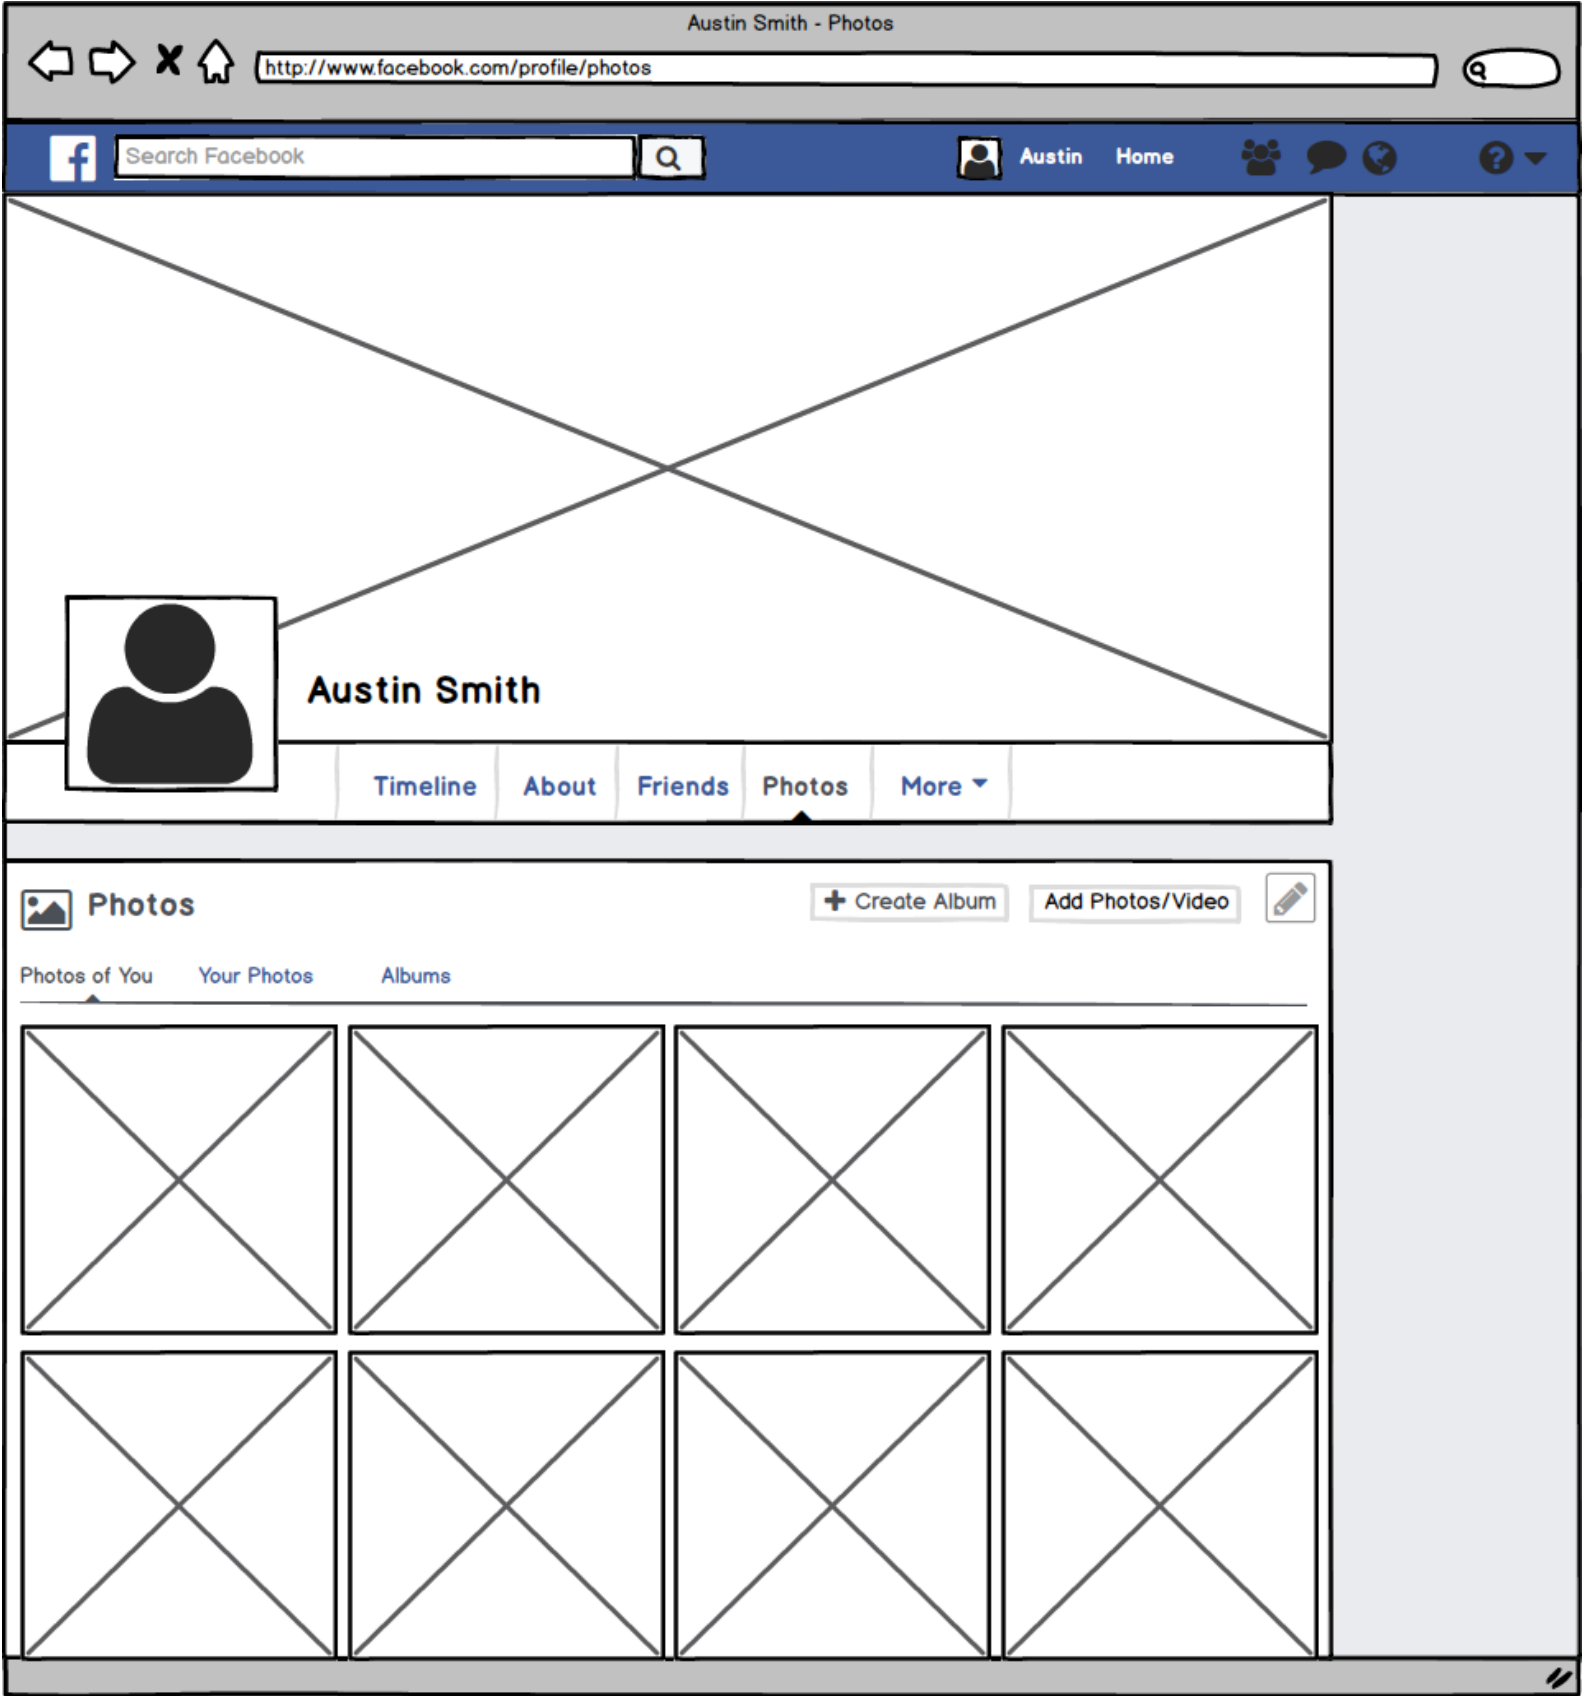 Austin Smith - Photos
http://www.facebook.com/profile/photos
f Search Facebook Austin Home ?
Austin Smith
Timeline About Friends Photos More
Photos + Create Album Add Photos/Video
Photos of You Your Photos Albums